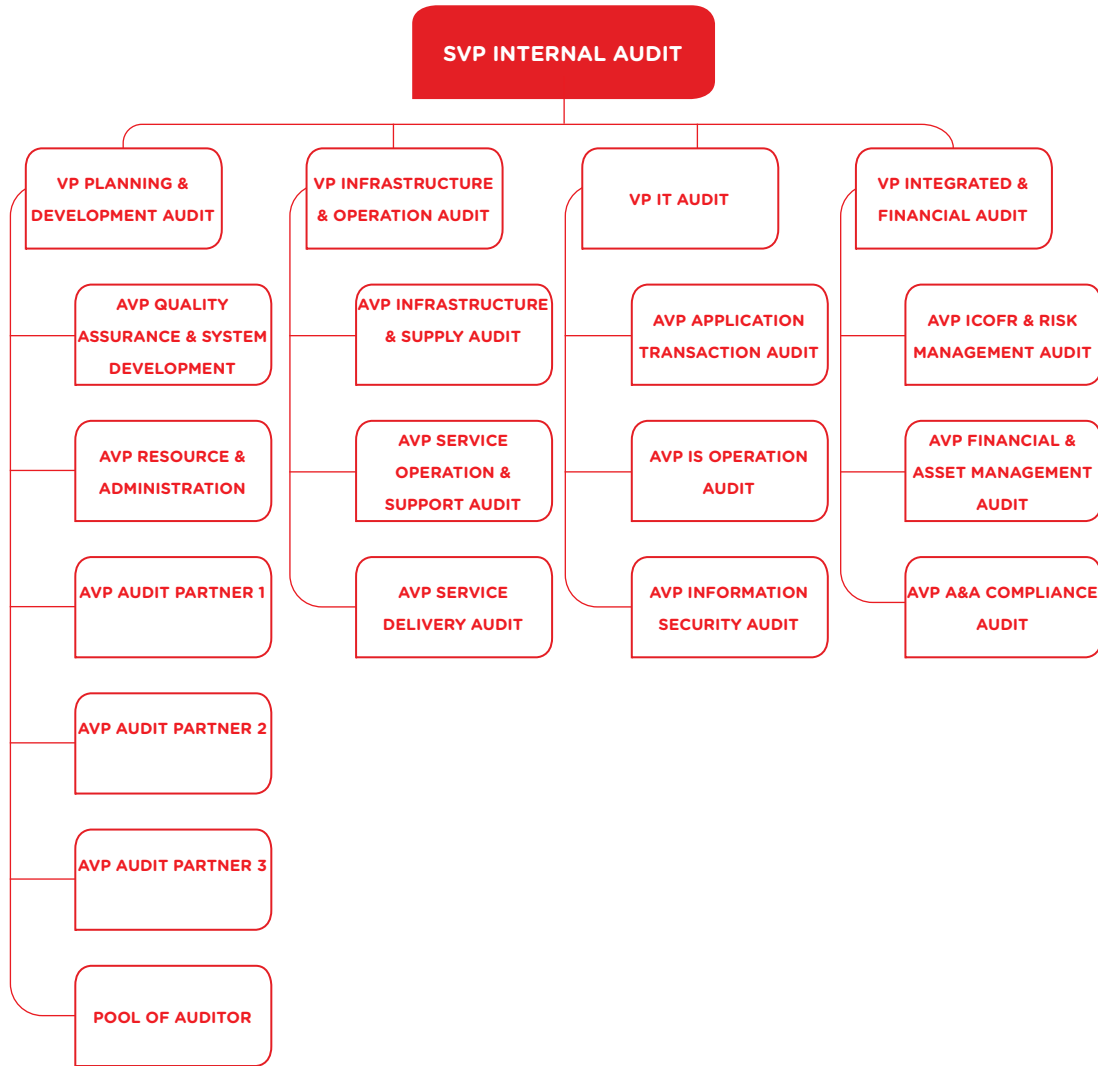 SVP INTERNAL AUDIT
VP PLANNING &
DEVELOPMENT AUDIT
VP INFRASTRUCTURE
& OPERATION AUDIT
VP IT AUDIT
VP INTEGRATED &
FINANCIAL AUDIT
AVP QUALITY
ASSURANCE & SYSTEM
DEVELOPMENT
AVP INFRASTRUCTURE
& SUPPLY AUDIT
AVP APPLICATION
TRANSACTION AUDIT
AVP ICOFR & RISK
MANAGEMENT AUDIT
AVP RESOURCE &
ADMINISTRATION
AVP SERVICE
OPERATION &
SUPPORT AUDIT
AVP IS OPERATION
AUDIT
AVP FINANCIAL &
ASSET MANAGEMENT
AUDIT
AVP AUDIT PARTNER 1
AVP SERVICE
DELIVERY AUDIT
AVP INFORMATION
SECURITY AUDIT
AVP A&A COMPLIANCE
AUDIT
AVP AUDIT PARTNER 2
AVP AUDIT PARTNER 3
POOL OF AUDITOR